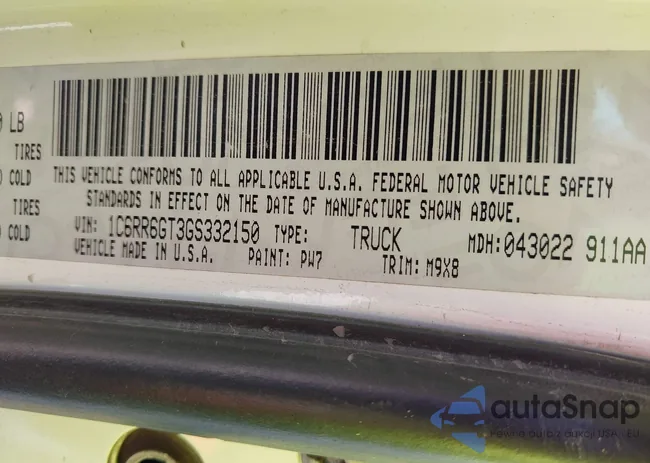 LB
TIRES
COLD
TIRES
COLD
THIS VEHICLE CONFORMS TO ALL APPLICABLE U.S.A. FEDERAL MOTOR VEHICLE SAFETY
STANDARDS IN EFFECT ON THE DATE OF MANUFACTURE SHOWN ABOVE.
VIN: 1C6RR6GT3GS332150 TYPE: TRUCK MDH: 043022 911AA
VEHICLE MADE IN U.S.A. PAINT: PW7 TRIM: M9X8
autaSnap